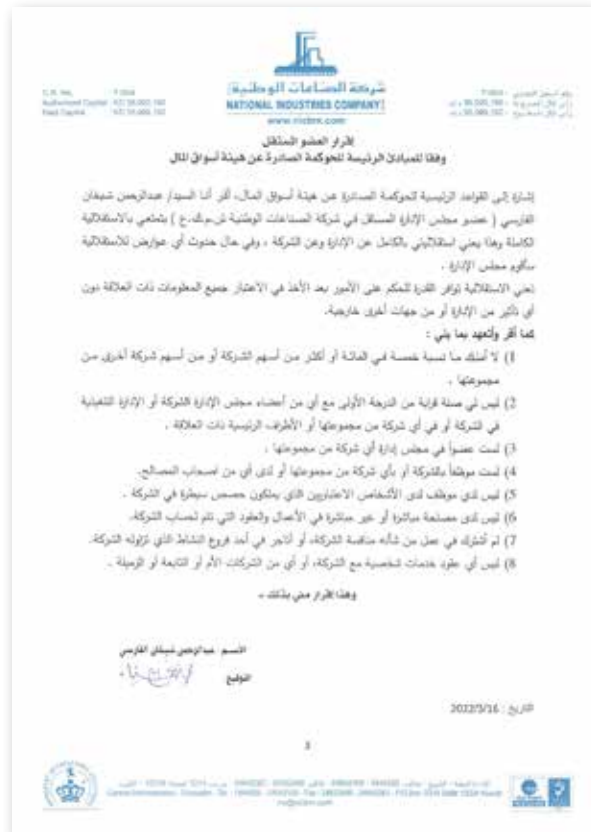 شركة الصناعات الوطنية
NATIONAL INDUSTRIES COMPANY
www.nicbm.com
إقرار العضو المستقل
وفقا للمبادئ الرئيسة للحوكمة الصادرة عن هيئة أسواق المال
إشارة إلى القواعد الرئيسية للحوكمة الصادرة عن هيئة أسواق المال، أقر أنا السيد/ عبدالرحمن شيخان
الفارسي ( عضو مجلس الإدارة المستقل في شركة الصناعات الوطنية ش.م.ك.ع ) بتمتعي بالاستقلالية
الكاملة وهذا يعني استقلاليتي بالكامل عن الإدارة وعن الشركة ، وفي حال حدوث أي عوارض للاستقلالية
سأقوم مجلس الإدارة .
تعني الاستقلالية توافر القدرة للحكم على الأمور بعد الأخذ في الاعتبار جميع المعلومات ذات العلاقة دون
أي تأثير من الإدارة أو من جهات أخرى خارجية.
كما أقر وأتعهد بما يلي :
1) لا أملك ما نسبة خمسة في المائة أو أكثر من أسهم الشركة أو من أسهم شركة أخرى من
مجموعتها .
2) ليس لي صلة قرابة من الدرجة الأولى مع أي من أعضاء مجلس الإدارة الشركة أو الإدارة التنفيذية
في الشركة أو في أي شركة من مجموعتها أو الأطراف الرئيسية ذات العلاقة .
3) لست عضواً في مجلس إدارة أي شركة من مجموعتها .
4) لست موظفاً بالشركة أو بأي شركة من مجموعتها أو لدى أي من اصحاب المصالح.
5) ليس لدي موظف لدى الأشخاص الاعتباريين الذي يمتلكون حصص سيطرة في الشركة .
6) ليس لدى مصلحة مباشرة أو غير مباشرة في الأعمال والعقود التي تتم لحساب الشركة.
7) لم أشترك في عمل من شأنه منافسة الشركة، أو أتاجر في أحد فروع النشاط الذي تزاوله الشركة.
8) ليس أي عقود خدمات شخصية مع الشركة، أو أي من الشركات الأم أو التابعة أو الزميلة .
وهذا إقرار مني بذلك ،
الاسم عبدالرحمن شيخان الفارسي
التوقيع
التاريخ : 2022/3/16